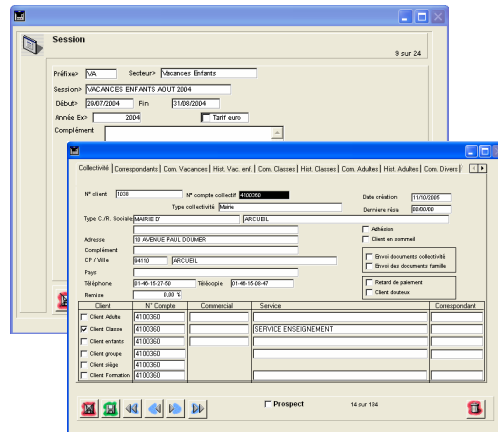 Session
9 sur 24
Préfixe> VA Secteur> Vacances Enfants
Session> VACANCES ENFANTS AOUT 2004
Début> 29/07/2004 Fin 31/08/2004
Année Ex> 2004 Tarif euro
Complément
Collectivité Correspondants Com. Vacances Hist. Vac. enf. Com. Classes Hist. Classes Com. Adultes Hist. Adultes Com. Divers
N° client 1038 N° compte collectif 4100360 Date création 11/10/2005
Type collectivité Mairie Derniere résa 00/00/00
Type C./R. Sociale MAIRIE D' ARCUEIL
Adhésion
Adresse 10 AVENUE PAUL DOUMER Client en sommeil
Complément
CP / Ville 94110 ARCUEIL Envoi documents collectivité
Envoi des documents famille
Pays
Téléphone 01-46-15-27-50 Télécopie 01-46-15-08-47 Retard de paiement
Remise 0,00 % Client douteux
Client N° Compte Commercial Service Correspondant
Client Adulte 4100360
Client Classe 4100360 SERVICE ENSEIGNEMENT
Client enfants 4100360
Client groupe 4100360
Client siège 4100360
Client Formation 4100360
Prospect 14 sur 134